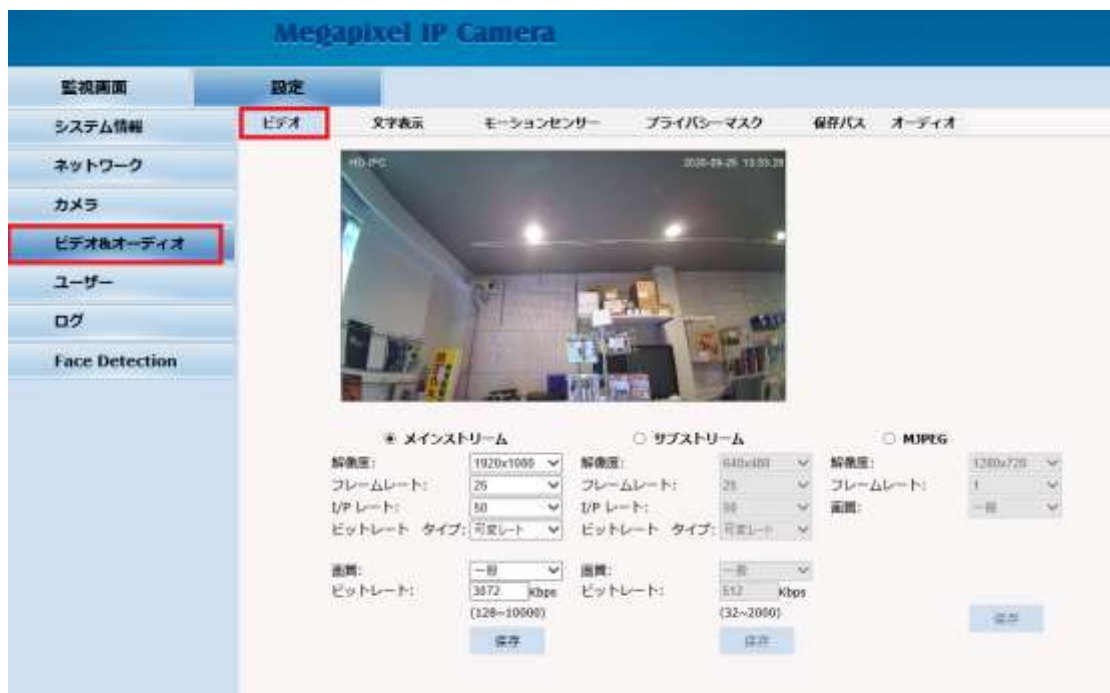 Megapixel IP Camera
監視画面 設定
システム情報
ネットワーク
カメラ
ビデオ&オーディオ
ユーザー
ログ
Face Detection
ビデオ 文字表示 モーションセンサー プライバシーマスク 保存パス オーディオ
HD-IPC 2020-09-25 13:33:28
メインストリーム サブストリーム MJPEG
解像度: 1920x1080 解像度: 640x480 解像度: 1280x720
フレームレート: 25 フレームレート: 25 フレームレート: 1
I/P レート: 50 I/P レート: 50 画質: 一般
ビットレート タイプ: 可変レート ビットレート タイプ: 可変レート
画質: 一般 画質: 一般
ビットレート: 3072 Kbps ビットレート: 512 Kbps
(128~10000) (32~2000)
保存 保存 保存